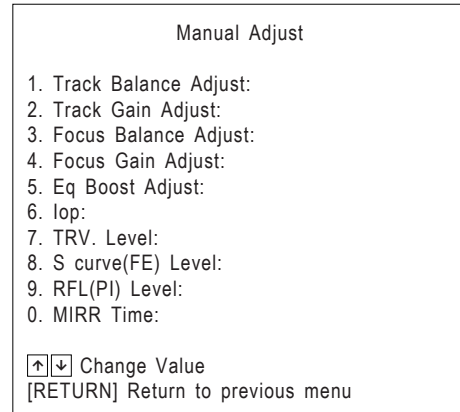 Manual Adjust
1. Track Balance Adjust:
2. Track Gain Adjust:
3. Focus Balance Adjust:
4. Focus Gain Adjust:
5. Eq Boost Adjust:
6. Iop:
7. TRV. Level:
8. S curve(FE) Level:
9. RFL(PI) Level:
0. MIRR Time:
↑↓ Change Value
[RETURN] Return to previous menu